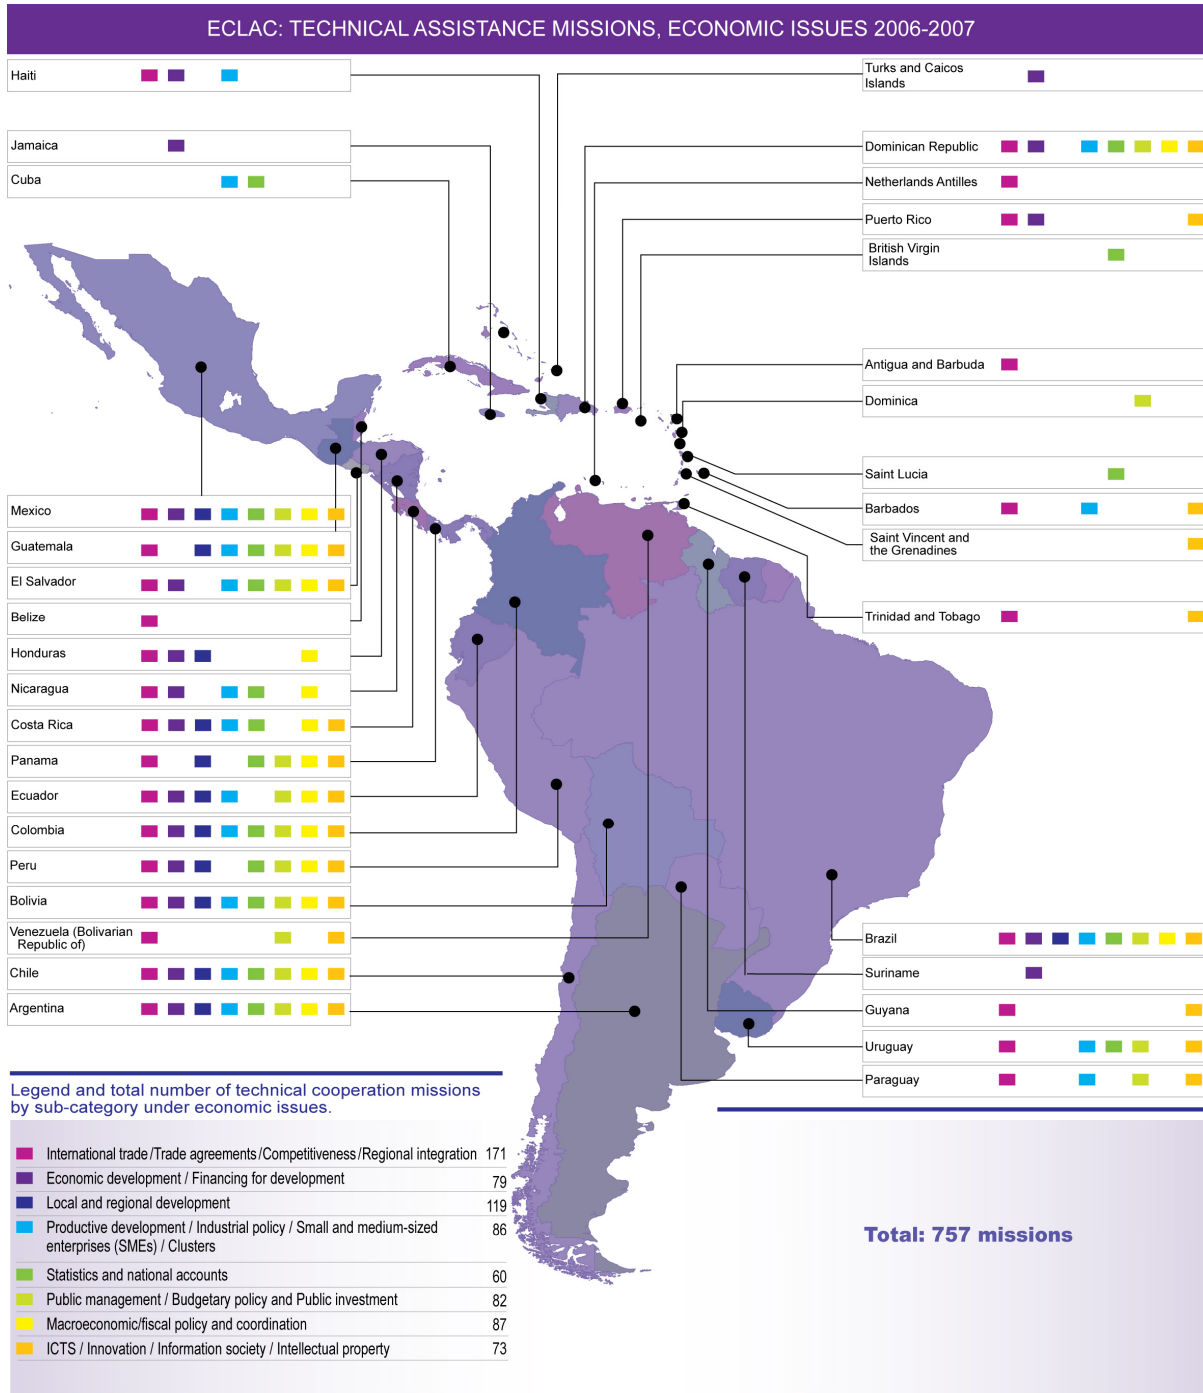 ECLAC: TECHNICAL ASSISTANCE MISSIONS, ECONOMIC ISSUES 2006-2007
Haiti
Jamaica
Cuba
Turks and Caicos
Islands
Dominican Republic
Netherlands Antilles
Puerto Rico
British Virgin
Islands
Antigua and Barbuda
Dominica
Saint Lucia
Barbados
Saint Vincent and
the Grenadines
Trinidad and Tobago
Mexico
Guatemala
El Salvador
Belize
Honduras
Nicaragua
Costa Rica
Panama
Ecuador
Colombia
Peru
Bolivia
Venezuela (Bolivarian
Republic of)
Chile
Argentina
Brazil
Suriname
Guyana
Uruguay
Paraguay
Legend and total number of technical cooperation missions
by sub-category under economic issues.
International trade/Trade agreements/Competitiveness/Regional integration 171
Economic development / Financing for development 79
Local and regional development 119
Productive development / Industrial policy / Small and medium-sized 86
enterprises (SMEs) / Clusters
Statistics and national accounts 60
Public management / Budgetary policy and Public investment 82
Macroeconomic/fiscal policy and coordination 87
ICTS / Innovation / Information society / Intellectual property 73
Total: 757 missions